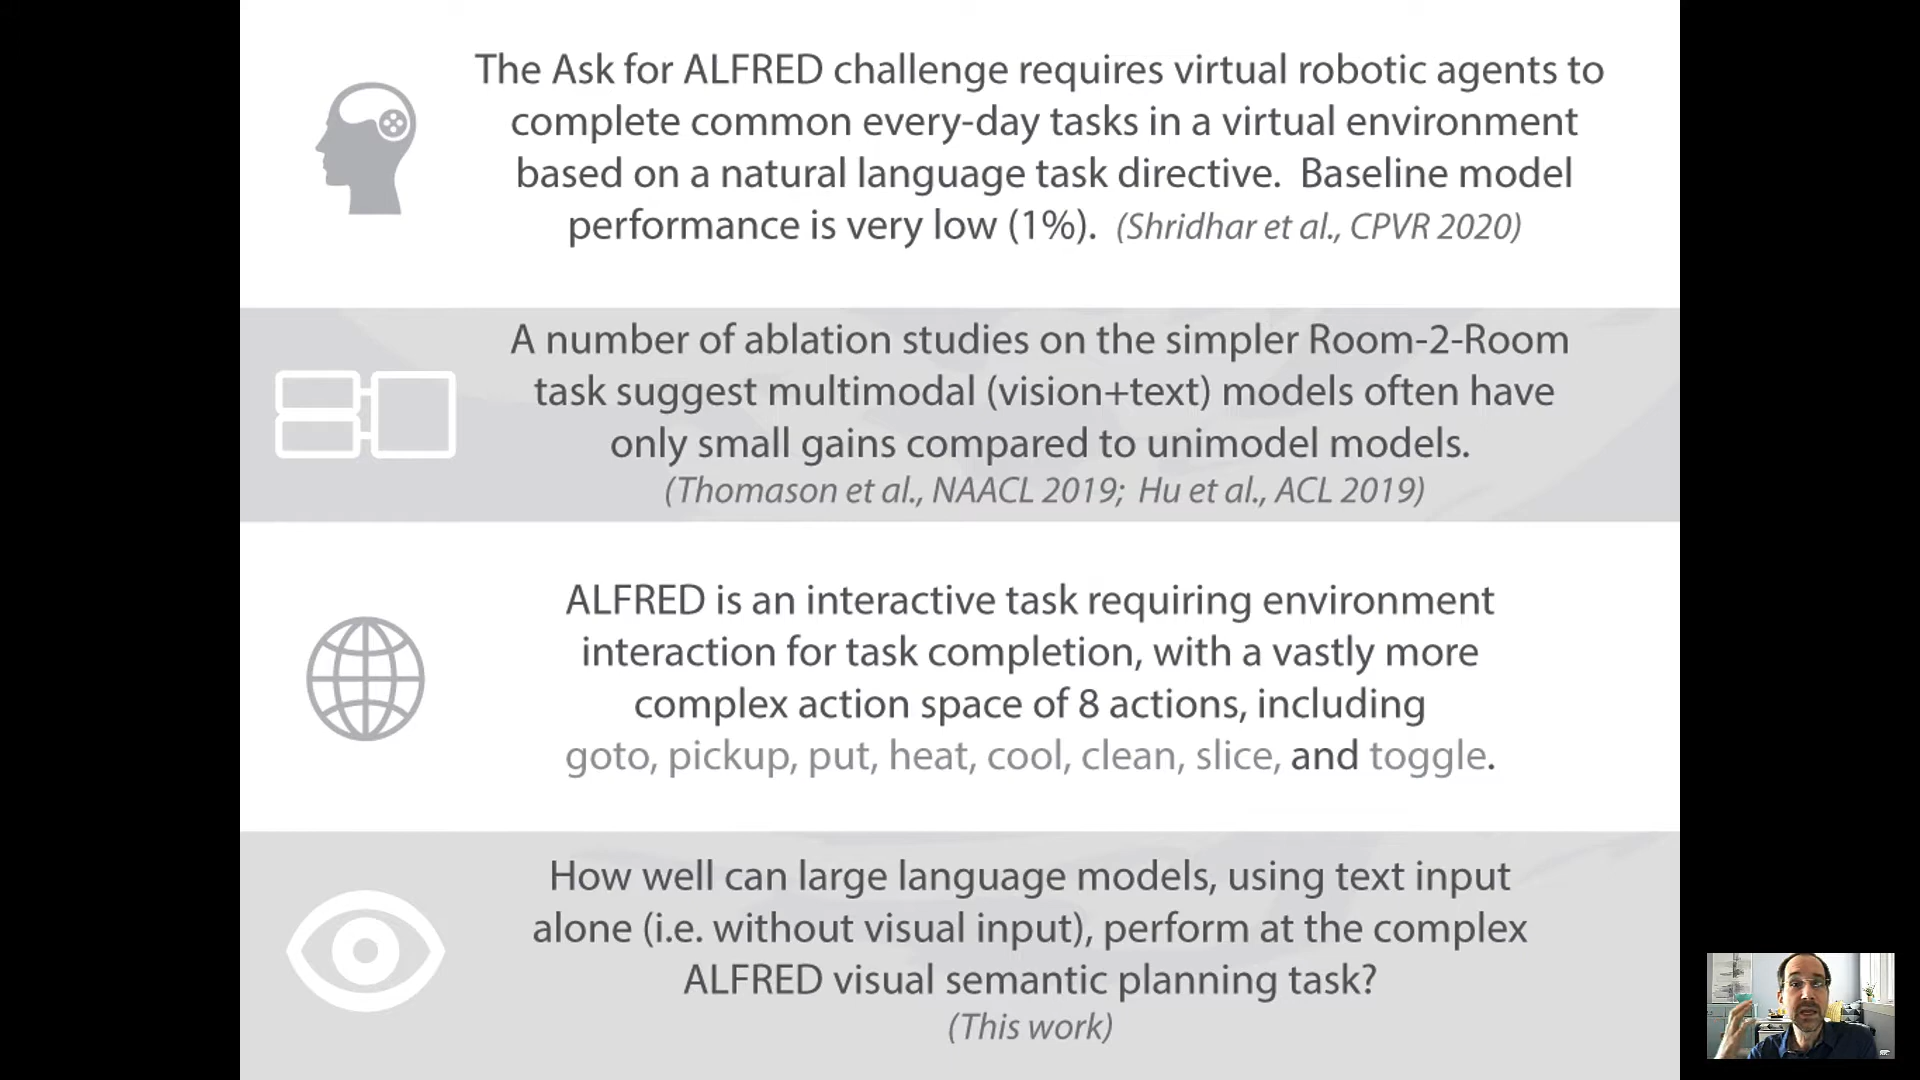 The Ask for ALFRED challenge requires virtual robotic agents to
complete common every-day tasks in a virtual environment
based on a natural language task directive.  Baseline model
performance is very low (1%).  (Shridhar et al., CPVR 2020)
A number of ablation studies on the simpler Room-2-Room
task suggest multimodal (vision+text) models often have
only small gains compared to unimodel models.
(Thomason et al., NAACL 2019;  Hu et al., ACL 2019)
ALFRED is an interactive task requiring environment
interaction for task completion, with a vastly more
complex action space of 8 actions, including
goto, pickup, put, heat, cool, clean, slice, and toggle.
How well can large language models, using text input
alone (i.e. without visual input), perform at the complex
ALFRED visual semantic planning task?
(This work)